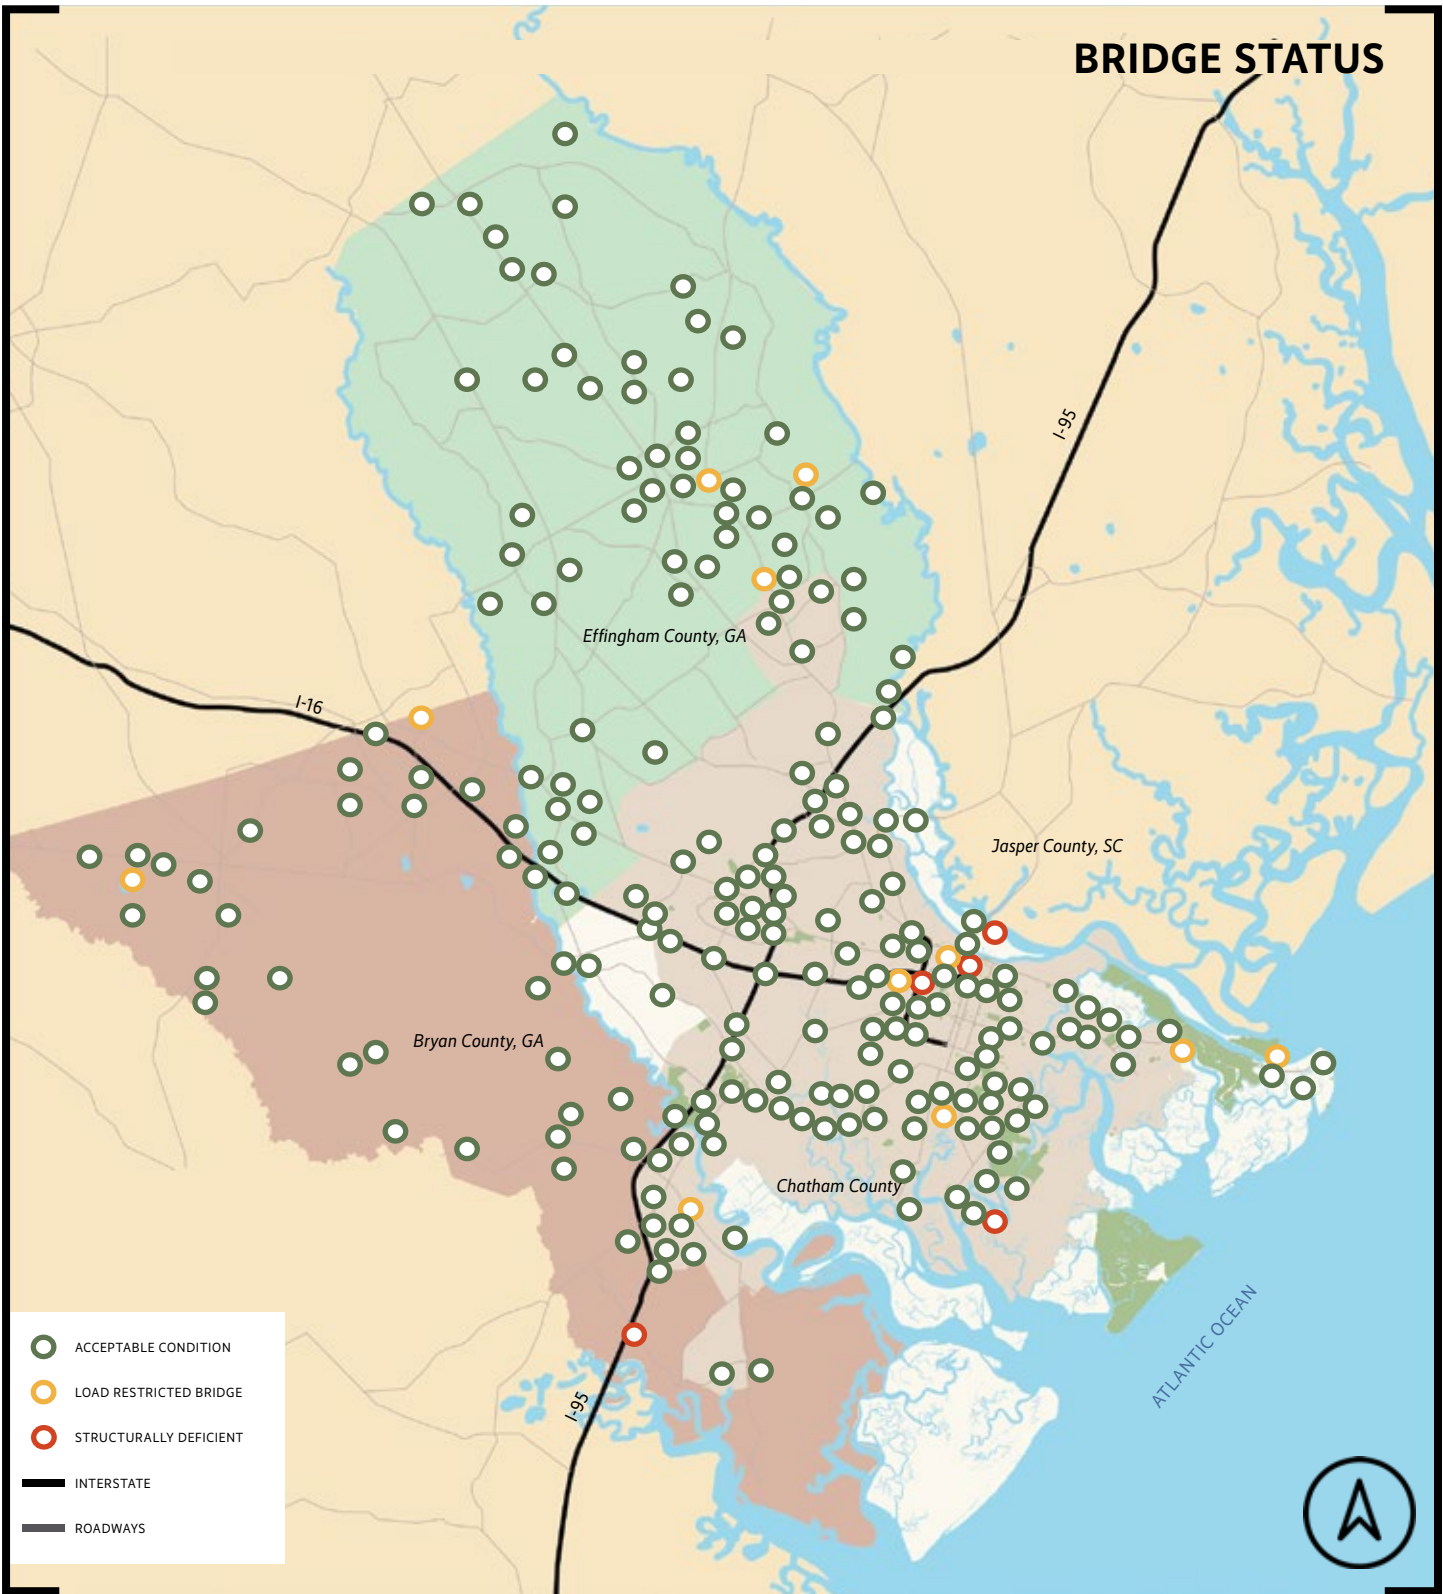 BRIDGE STATUS
I-95
Effingham County, GA
I-16
Jasper County, SC
Bryan County, GA
Chatham County
ATLANTIC OCEAN
I-95
ACCEPTABLE CONDITION
LOAD RESTRICTED BRIDGE
STRUCTURALLY DEFICIENT
INTERSTATE
ROADWAYS